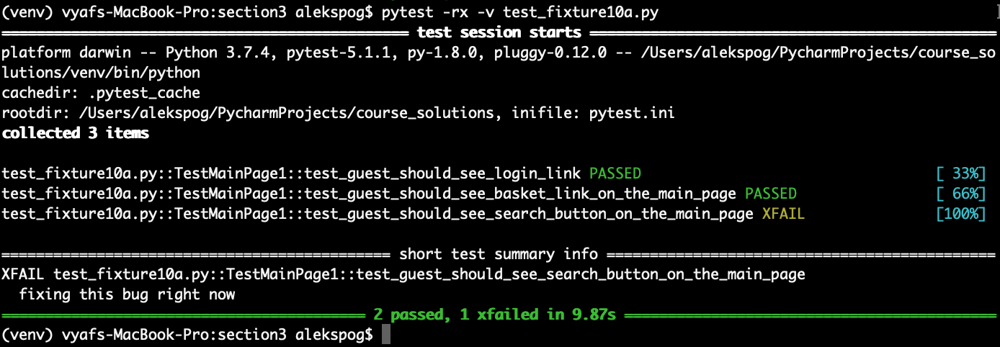 (venv) vyafs-MacBook-Pro:section3 alekspog$ pytest -rx -v test_fixture10a.py
=============================================== test session starts ===============================================
platform darwin -- Python 3.7.4, pytest-5.1.1, py-1.8.0, pluggy-0.12.0 -- /Users/alekspog/PycharmProjects/course_so
lutions/venv/bin/python
cachedir: .pytest_cache
rootdir: /Users/alekspog/PycharmProjects/course_solutions, inifile: pytest.ini
collected 3 items
test_fixture10a.py::TestMainPage1::test_guest_should_see_login_link PASSED [ 33%]
test_fixture10a.py::TestMainPage1::test_guest_should_see_basket_link_on_the_main_page PASSED [ 66%]
test_fixture10a.py::TestMainPage1::test_guest_should_see_search_button_on_the_main_page XFAIL [100%]
============================================= short test summary info =============================================
XFAIL test_fixture10a.py::TestMainPage1::test_guest_should_see_search_button_on_the_main_page
  fixing this bug right now
========================================== 2 passed, 1 xfailed in 9.87s ===========================================
(venv) vyafs-MacBook-Pro:section3 alekspog$